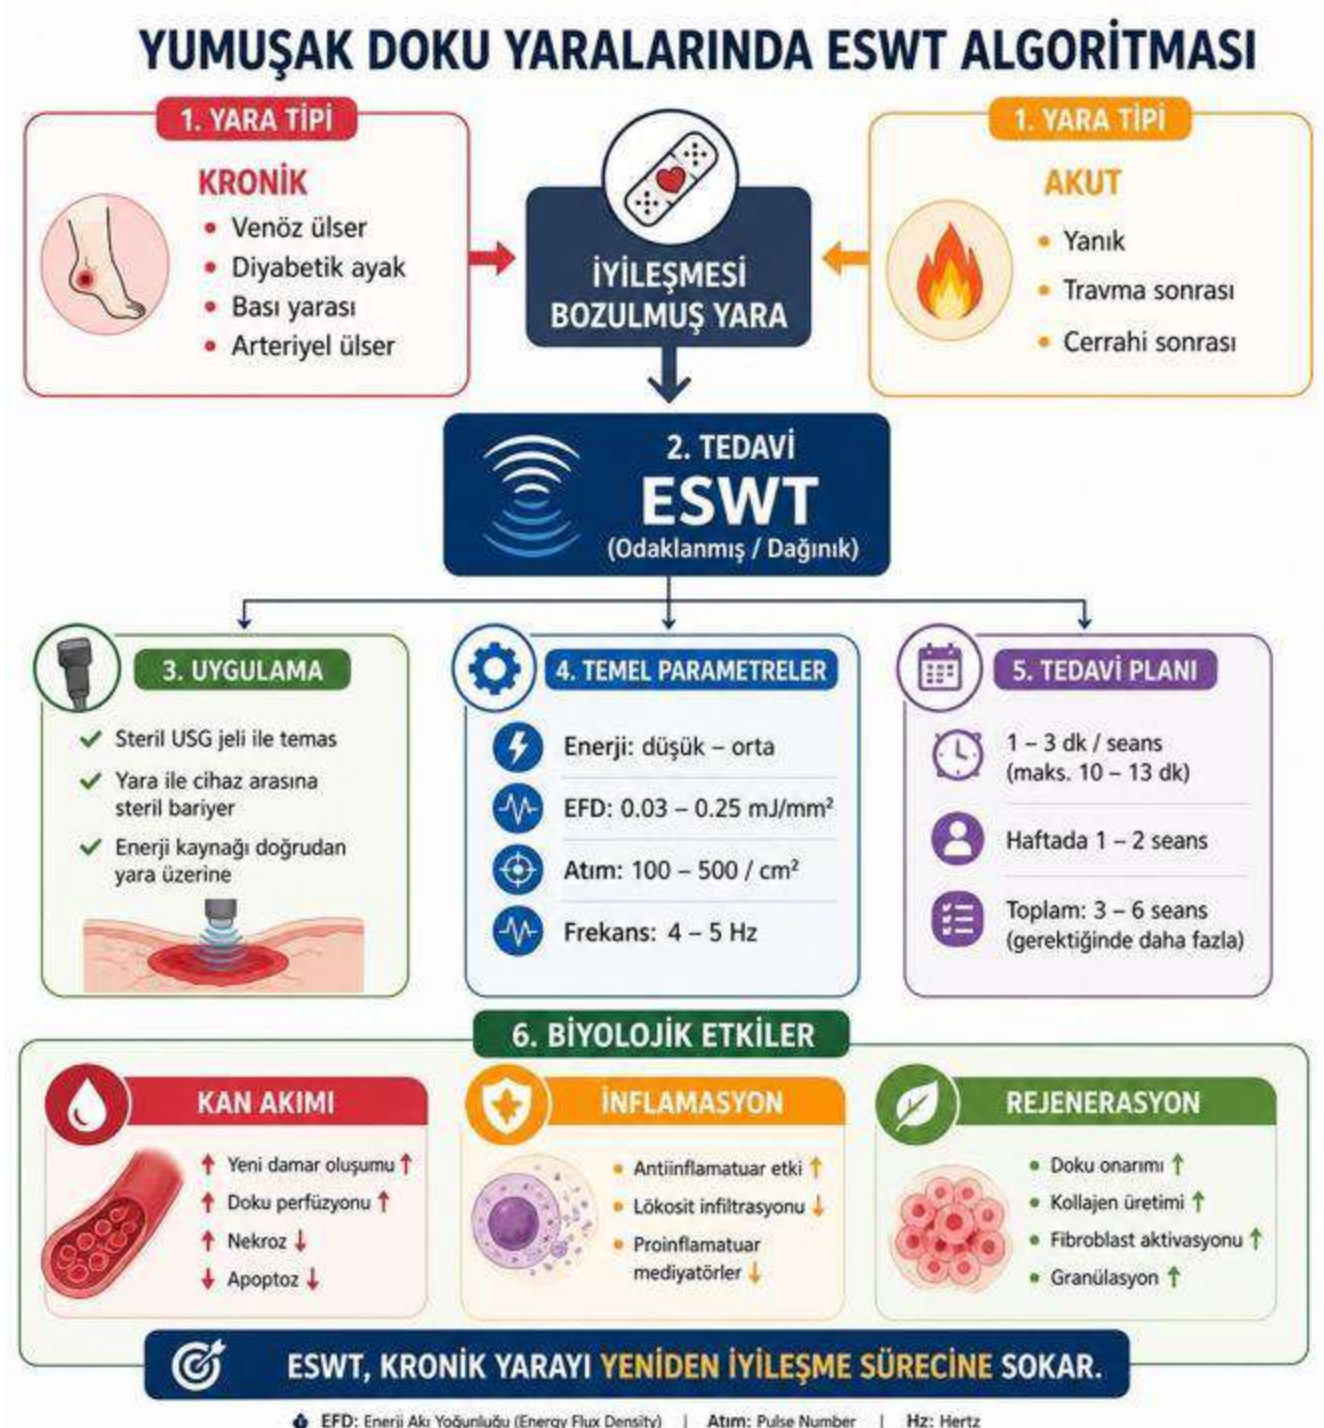 YUMUŞAK DOKU YARALARINDA ESWT ALGORİTMASI
1. YARA TİPİ
KRONİK
• Venöz ülser
• Diyabetik ayak
• Bası yarası
• Arteriyel ülser
İYİLEŞMESİ
BOZULMUŞ YARA
1. YARA TİPİ
AKUT
• Yanık
• Travma sonrası
• Cerrahi sonrası
2. TEDAVİ
ESWT
(Odaklanmış / Dağınık)
3. UYGULAMA
✓ Steril USG jeli ile temas
✓ Yara ile cihaz arasına
steril bariyer
✓ Enerji kaynağı doğrudan
yara üzerine
4. TEMEL PARAMETRELER
Enerji: düşük – orta
EFD: 0.03 – 0.25 mJ/mm²
Atım: 100 – 500 / cm²
Frekans: 4 – 5 Hz
5. TEDAVİ PLANI
1 – 3 dk / seans
(maks. 10 – 13 dk)
Haftada 1 – 2 seans
Toplam: 3 – 6 seans
(gerektiğinde daha fazla)
6. BİYOLOJİK ETKİLER
KAN AKIMI
↑ Yeni damar oluşumu ↑
↑ Doku perfüzyonu ↑
↑ Nekroz ↓
↓ Apoptoz ↓
İNFLAMASYON
• Antiinflamatuar etki ↑
• Lökosit infiltrasyonu ↓
• Proinflamatuar
mediyatörler ↓
REJENERASYON
• Doku onarımı ↑
• Kollajen üretimi ↑
• Fibroblast aktivasyonu ↑
• Granülasyon ↑
ESWT, KRONİK YARAYI YENİDEN İYİLEŞME SÜRECİNE SOKAR.
EFD: Enerji Akı Yoğunluğu (Energy Flux Density) | Atım: Pulse Number | Hz: Hertz